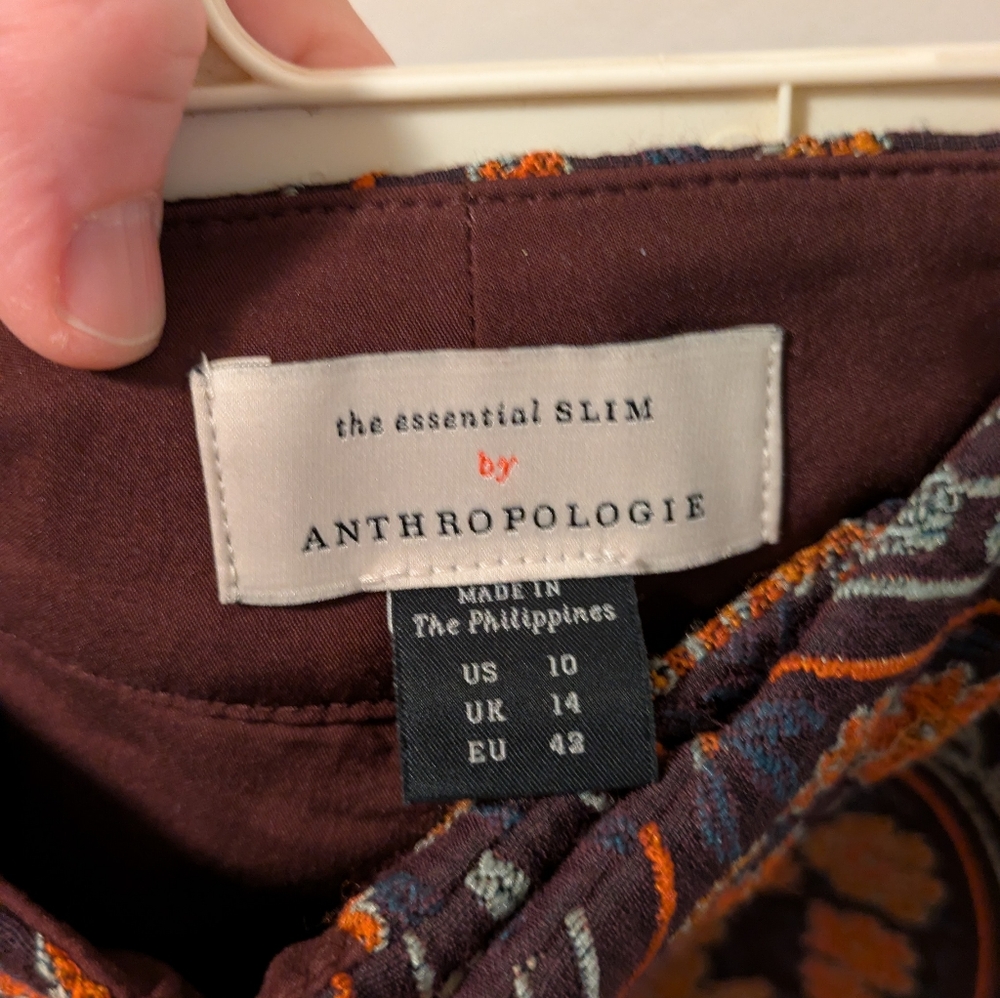 the essential SLIM
by
ANTHROPOLOGIE
MADE IN
The Philippines
US 10
UK 14
EU 42